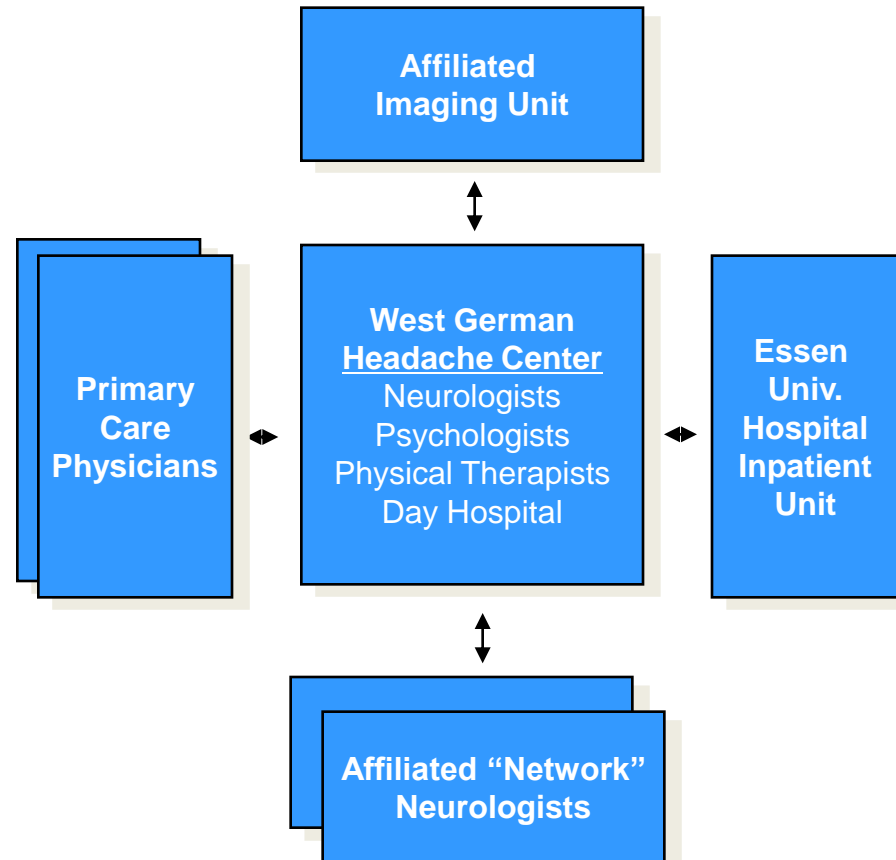 Affiliated
Imaging Unit
Primary
Care
Physicians
West German
Headache Center
Neurologists
Psychologists
Physical Therapists
Day Hospital
Essen
Univ.
Hospital
Inpatient
Unit
Affiliated “Network”
Neurologists